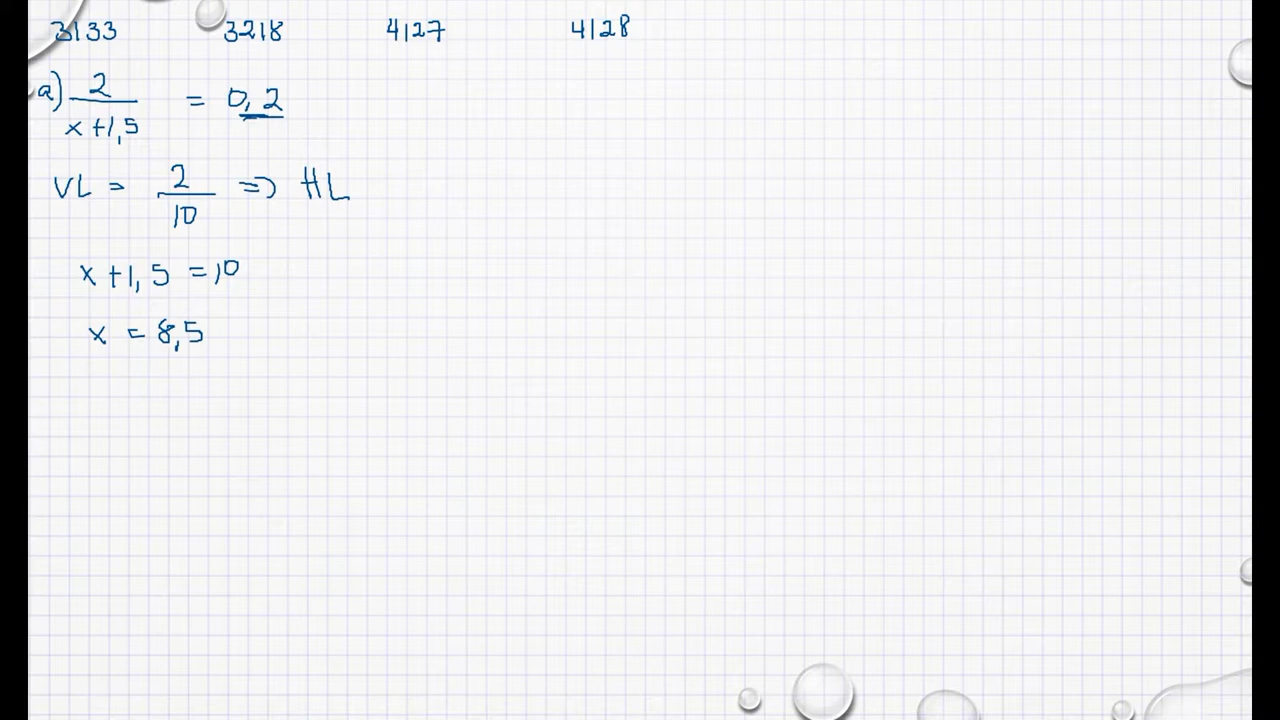 3133 3218 4127 4128
a) 2/(x+1,5) = 0,2
VL = 2/10 => HL
x+1,5 =10
x = 8,5